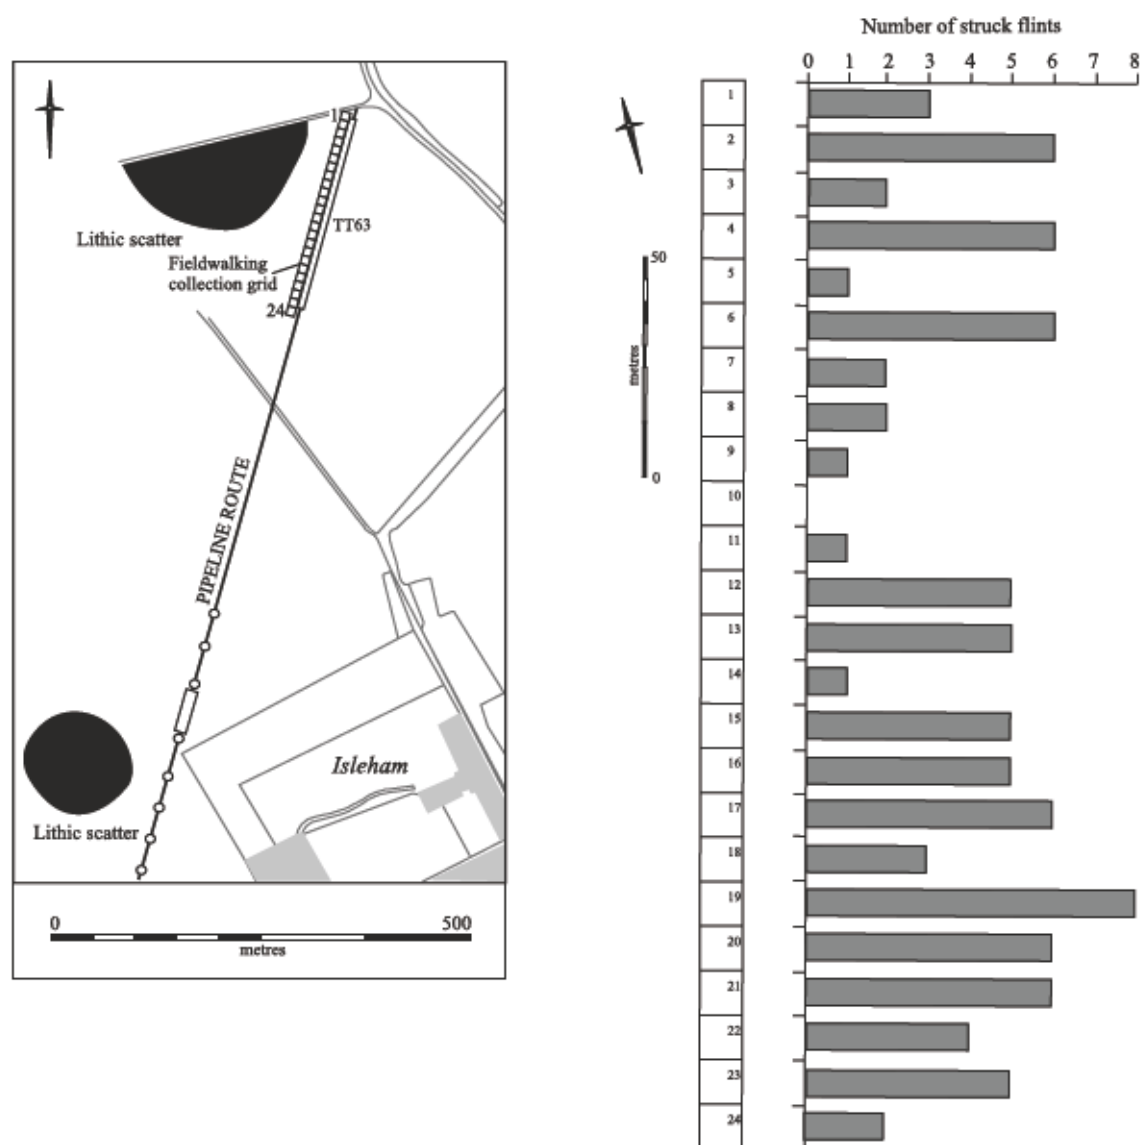 1
Lithic scatter
TT63
Fieldwalking
collection grid
24
PIPELINE ROUTE
Isleham
Lithic scatter
0 500
metres
Number of struck flints
0 1 2 3 4 5 6 7 8
50
metres
0
1
2
3
4
5
6
7
8
9
10
11
12
13
14
15
16
17
18
19
20
21
22
23
24